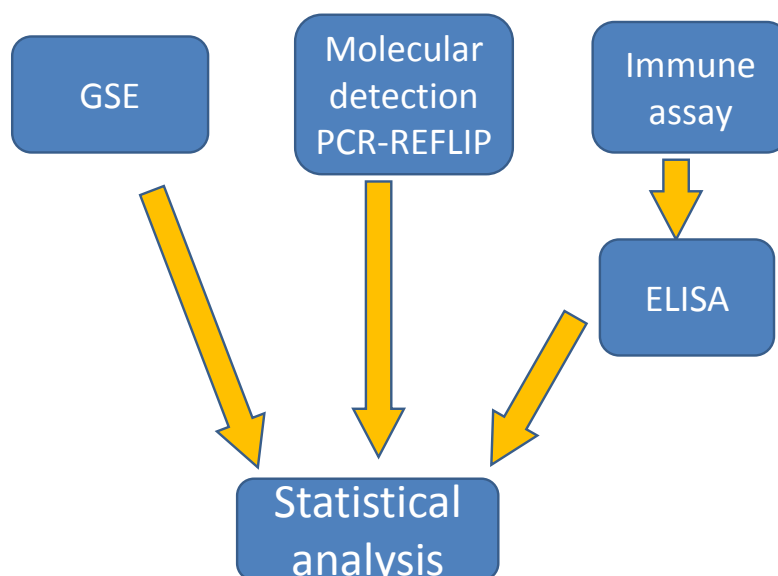 GSE
Molecular
detection
PCR-REFLIP
Immune
assay
ELISA
Statistical
analysis